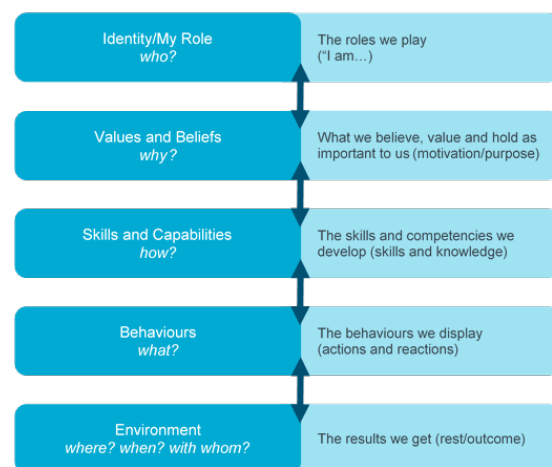 Identity/My Role
who?
The roles we play
(“I am…)
Values and Beliefs
why?
What we believe, value and hold as
important to us (motivation/purpose)
Skills and Capabilities
how?
The skills and competencies we
develop (skills and knowledge)
Behaviours
what?
The behaviours we display
(actions and reactions)
Environment
where? when? with whom?
The results we get (rest/outcome)